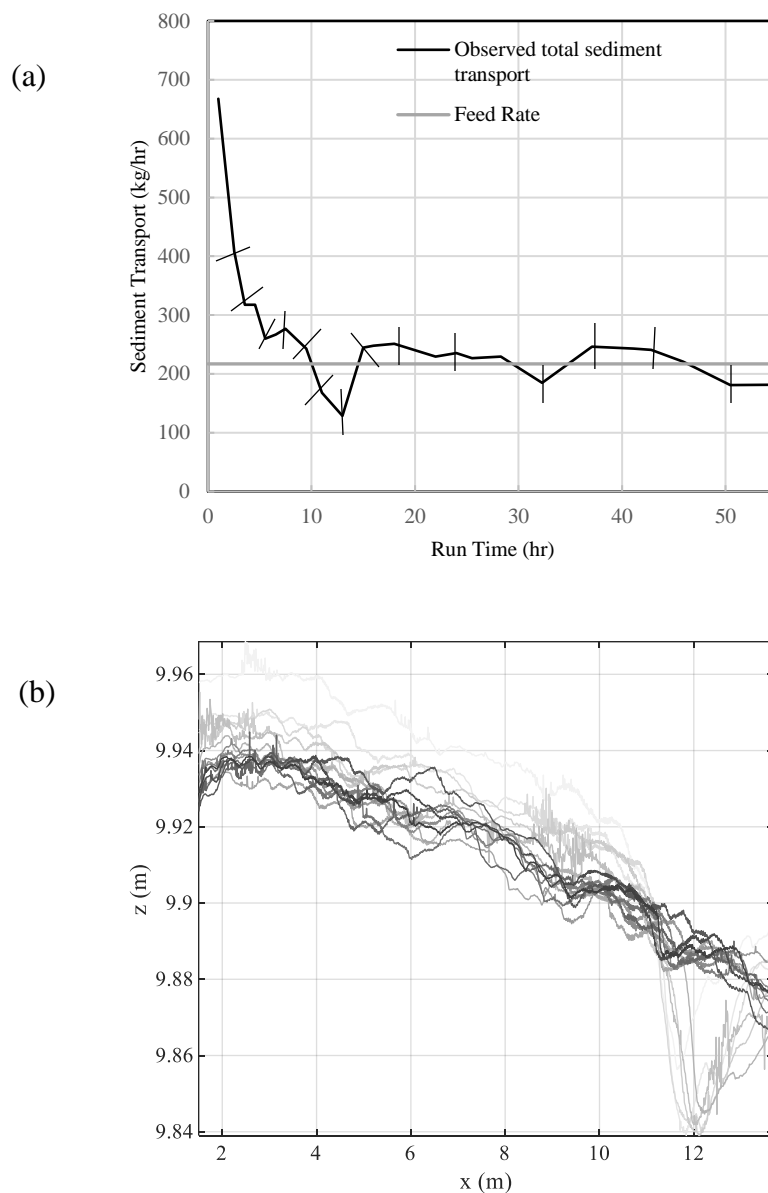 (a)
800
700
600
500
400
300
200
100
0
Sediment Transport (kg/hr)
Observed total sediment
transport
Feed Rate
0 10 20 30 40 50
Run Time (hr)
(b)
9.96
9.94
9.92
9.9
9.88
9.86
9.84
z (m)
2 4 6 8 10 12
x (m)